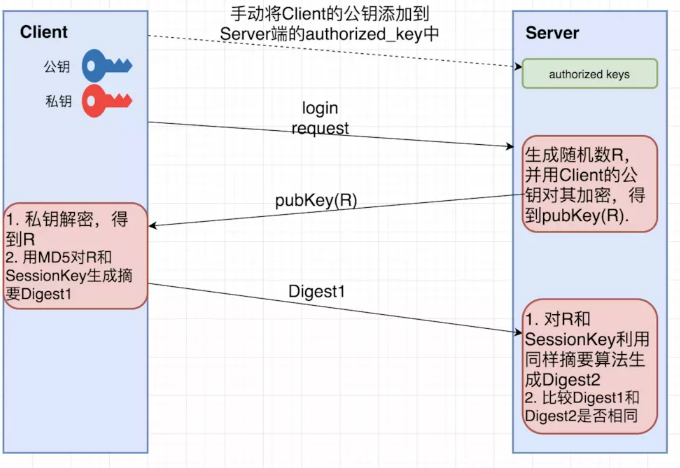 手动将Client的公钥添加到
Server端的authorized_key中
Client
Server
公钥
authorized keys
私钥
login
request
生成随机数R，
并用Client的公
钥对其加密，得
到pubKey(R).
pubKey(R)
1. 私钥解密，得
到R
2. 用MD5对R和
SessionKey生成摘
要Digest1
Digest1
1. 对R和
SessionKey利用
同样摘要算法生
成Digest2
2. 比较Digest1和
Digest2是否相同